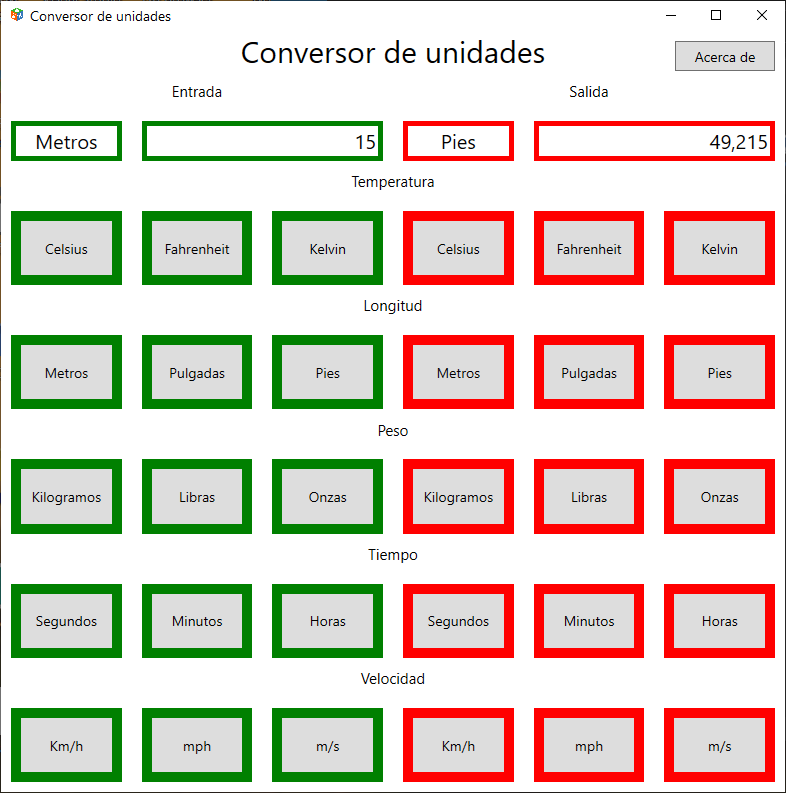 Conversor de unidades
Conversor de unidades
Acerca de
Entrada Salida
Metros 15 Pies 49,215
Temperatura
Celsius Fahrenheit Kelvin Celsius Fahrenheit Kelvin
Longitud
Metros Pulgadas Pies Metros Pulgadas Pies
Peso
Kilogramos Libras Onzas Kilogramos Libras Onzas
Tiempo
Segundos Minutos Horas Segundos Minutos Horas
Velocidad
Km/h mph m/s Km/h mph m/s